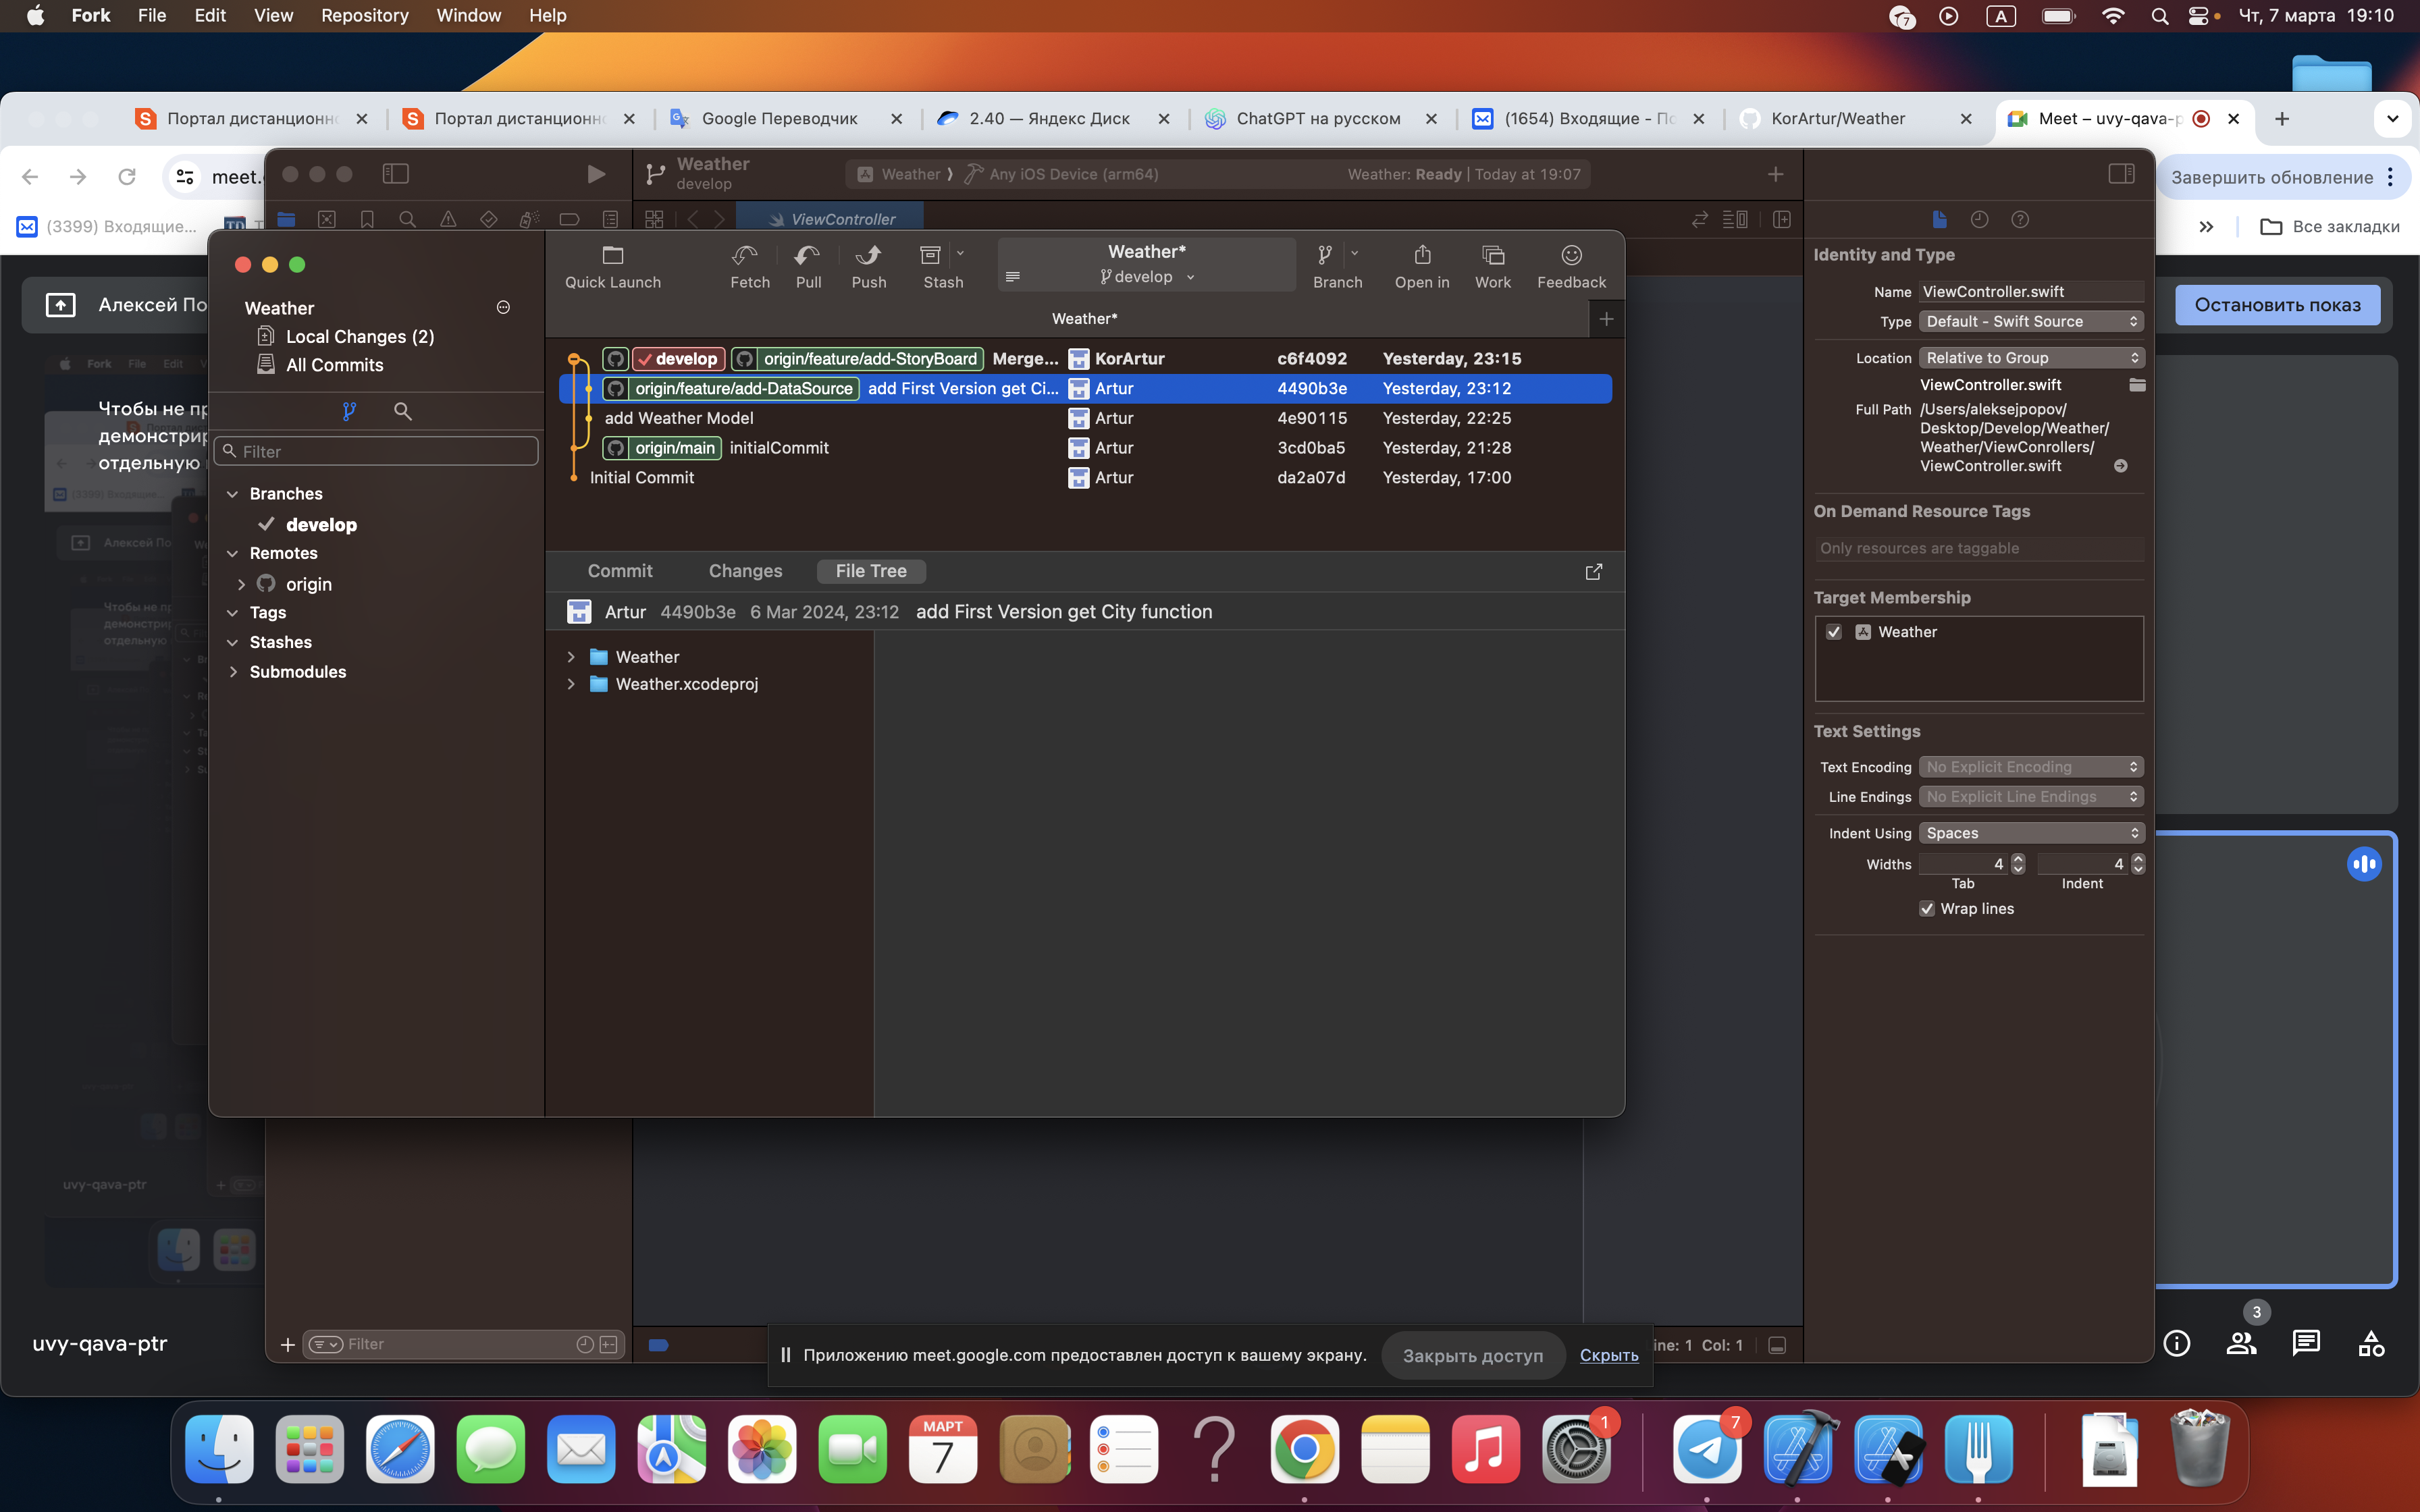 Fork File Edit View Repository Window Help
7 A Чт, 7 марта 19:10
Портал дистанционн
Портал дистанционн
Google Переводчик
2.40 — Яндекс Диск
ChatGPT на русском
(1654) Входящие - По
KorArtur/Weather
Meet – uvy-qava-p
meet.
Завершить обновление
(3399) Входящие...
Все закладки
Weather
develop
Weather
Any iOS Device (arm64)
Weather: Ready | Today at 19:07
ViewController
Алексей По
Остановить показ
Чтобы не пр
демонстрир
отдельную
Weather
Local Changes (2)
All Commits
Filter
Branches
develop
Remotes
origin
Tags
Stashes
Submodules
Quick Launch
Fetch
Pull
Push
Stash
Weather*
develop
Branch
Open in
Work
Feedback
Weather*
develop origin/feature/add-StoryBoard Merge... KorArtur c6f4092 Yesterday, 23:15
origin/feature/add-DataSource add First Version get Ci... Artur 4490b3e Yesterday, 23:12
add Weather Model Artur 4e90115 Yesterday, 22:25
origin/main initialCommit Artur 3cd0ba5 Yesterday, 21:28
Initial Commit Artur da2a07d Yesterday, 17:00
Commit Changes File Tree
Artur 4490b3e 6 Mar 2024, 23:12 add First Version get City function
Weather
Weather.xcodeproj
Identity and Type
Name ViewController.swift
Type Default - Swift Source
Location Relative to Group
ViewController.swift
Full Path /Users/aleksejpopov/
Desktop/Develop/Weather/
Weather/ViewConrollers/
ViewController.swift
On Demand Resource Tags
Only resources are taggable
Target Membership
Weather
Text Settings
Text Encoding No Explicit Encoding
Line Endings No Explicit Line Endings
Indent Using Spaces
Widths 4 4
Tab Indent
Wrap lines
uvy-qava-ptr
uvy-qava-ptr
Filter
Приложению meet.google.com предоставлен доступ к вашему экрану.
Закрыть доступ
Скрыть
ine: 1 Col: 1
3
МАРТ
7
1
7